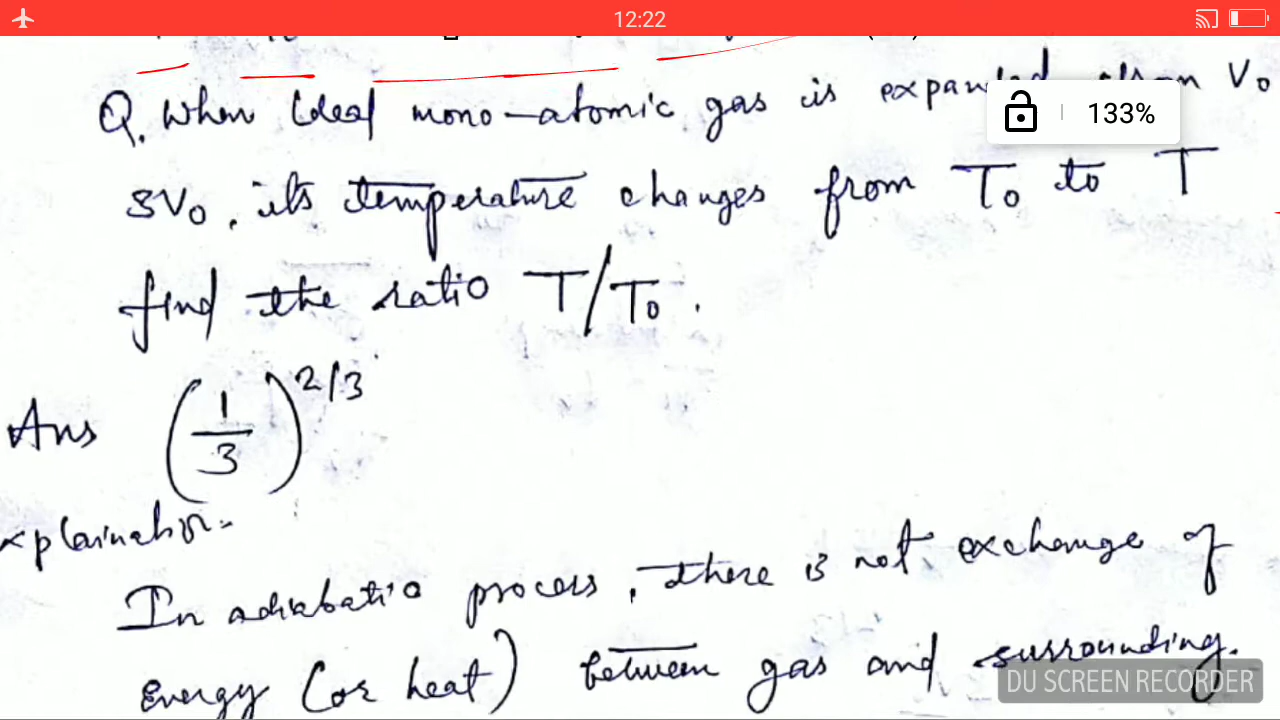 12:22
Q. When Ideal mono-atomic gas is V₀
133%
3V₀, its temperature changes from T₀ to T
find the ratio T/T₀.
Ans (1/3)^2/3
xplaination.
In adiabatic process, there is not exchange of
Energy (or heat) between gas and surrounding.
DU SCREEN RECORDER